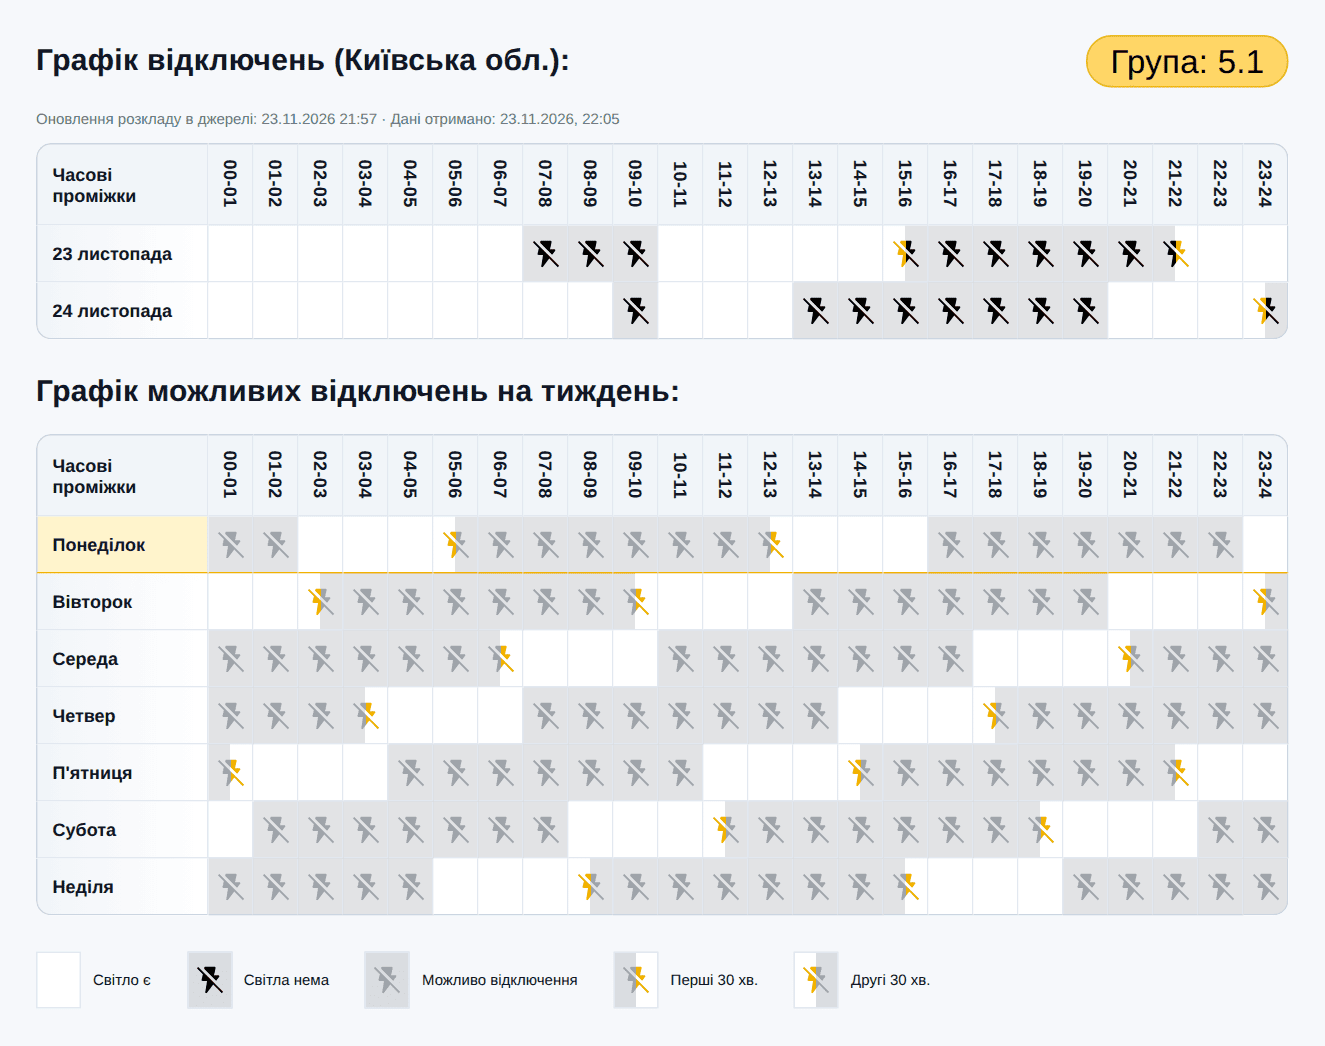 Графік відключень (Київська обл.):
Група: 5.1
Оновлення розкладу в джерелі: 23.11.2026 21:57 · Дані отримано: 23.11.2026, 22:05
Часові проміжки 00-01 01-02 02-03 03-04 04-05 05-06 06-07 07-08 08-09 09-10 10-11 11-12 12-13 13-14 14-15 15-16 16-17 17-18 18-19 19-20 20-21 21-22 22-23 23-24
23 листопада
24 листопада
Графік можливих відключень на тиждень:
Часові проміжки 00-01 01-02 02-03 03-04 04-05 05-06 06-07 07-08 08-09 09-10 10-11 11-12 12-13 13-14 14-15 15-16 16-17 17-18 18-19 19-20 20-21 21-22 22-23 23-24
Понеділок
Вівторок
Середа
Четвер
П'ятниця
Субота
Неділя
Світло є Світла нема Можливо відключення Перші 30 хв. Другі 30 хв.